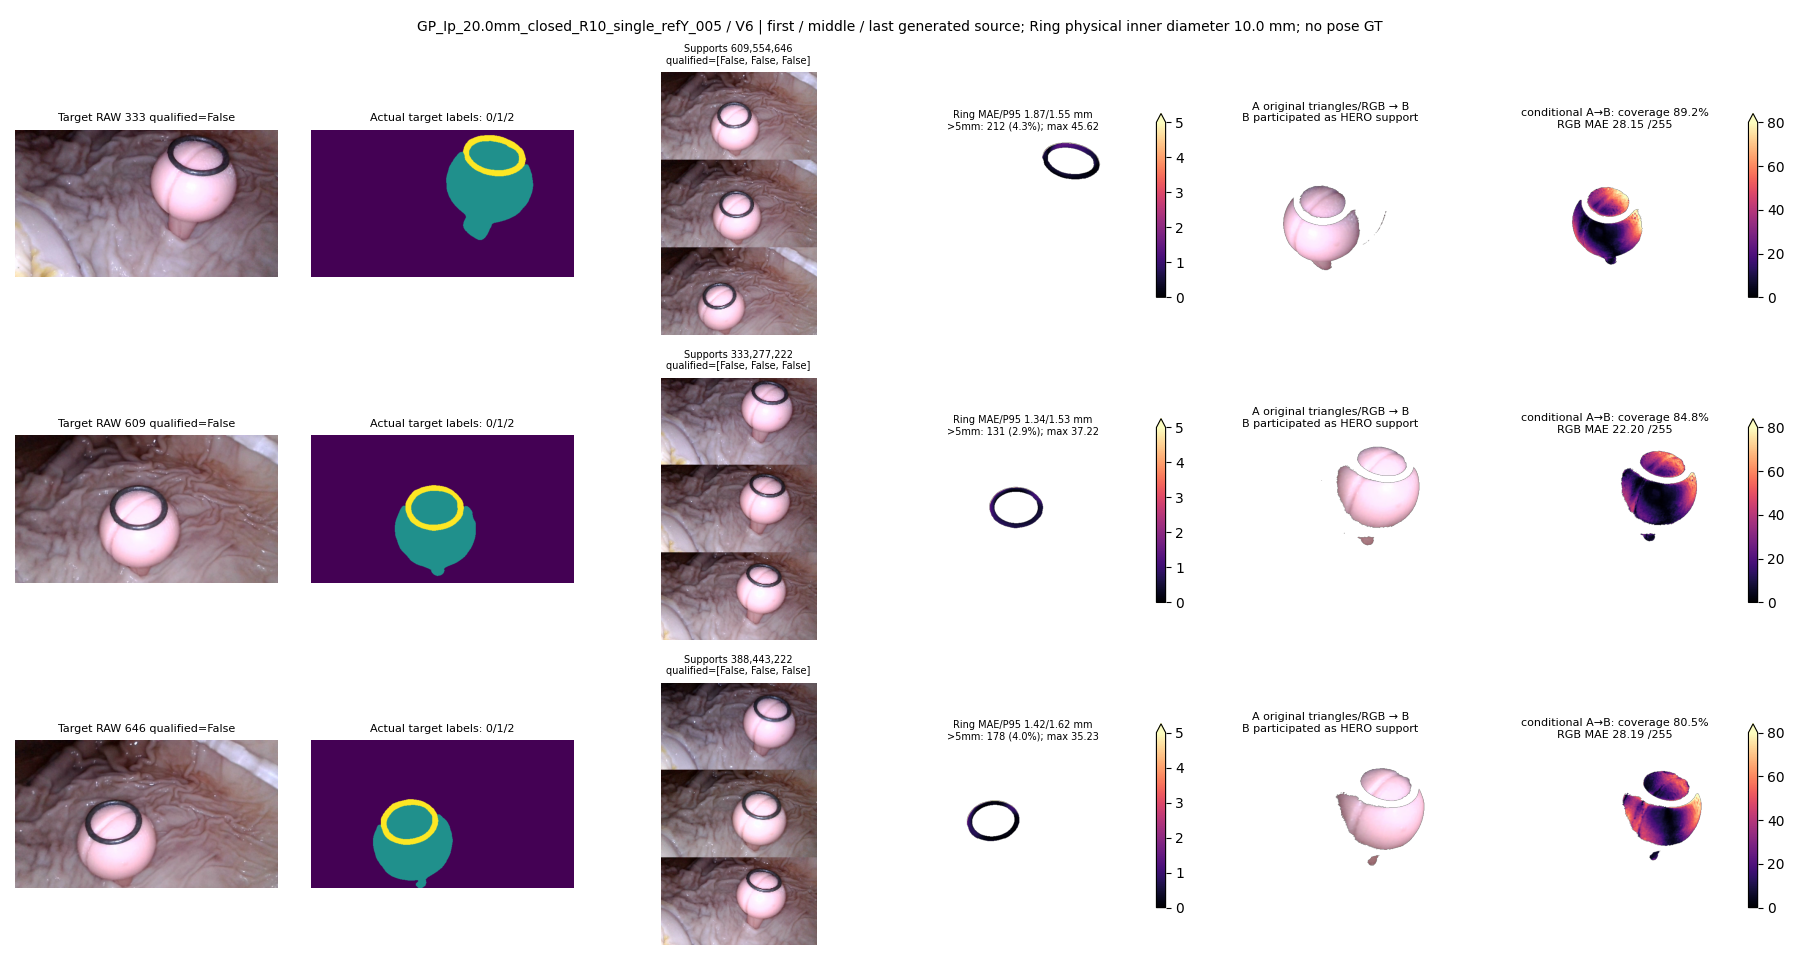 GP_Ip_20.0mm_closed_R10_single_refY_005 / V6 | first / middle / last generated source; Ring physical inner diameter 10.0 mm; no pose GT
Target RAW 333 qualified=False
Actual target labels: 0/1/2
Supports 609,554,646
qualified=[False, False, False]
Ring MAE/P95 1.87/1.55 mm
>5mm: 212 (4.3%); max 45.62
5
4
3
2
1
0
A original triangles/RGB → B
B participated as HERO support
conditional A→B: coverage 89.2%
RGB MAE 28.15 /255
80
60
40
20
0
Target RAW 609 qualified=False
Actual target labels: 0/1/2
Supports 333,277,222
qualified=[False, False, False]
Ring MAE/P95 1.34/1.53 mm
>5mm: 131 (2.9%); max 37.22
5
4
3
2
1
0
A original triangles/RGB → B
B participated as HERO support
conditional A→B: coverage 84.8%
RGB MAE 22.20 /255
80
60
40
20
0
Target RAW 646 qualified=False
Actual target labels: 0/1/2
Supports 388,443,222
qualified=[False, False, False]
Ring MAE/P95 1.42/1.62 mm
>5mm: 178 (4.0%); max 35.23
5
4
3
2
1
0
A original triangles/RGB → B
B participated as HERO support
conditional A→B: coverage 80.5%
RGB MAE 28.19 /255
80
60
40
20
0